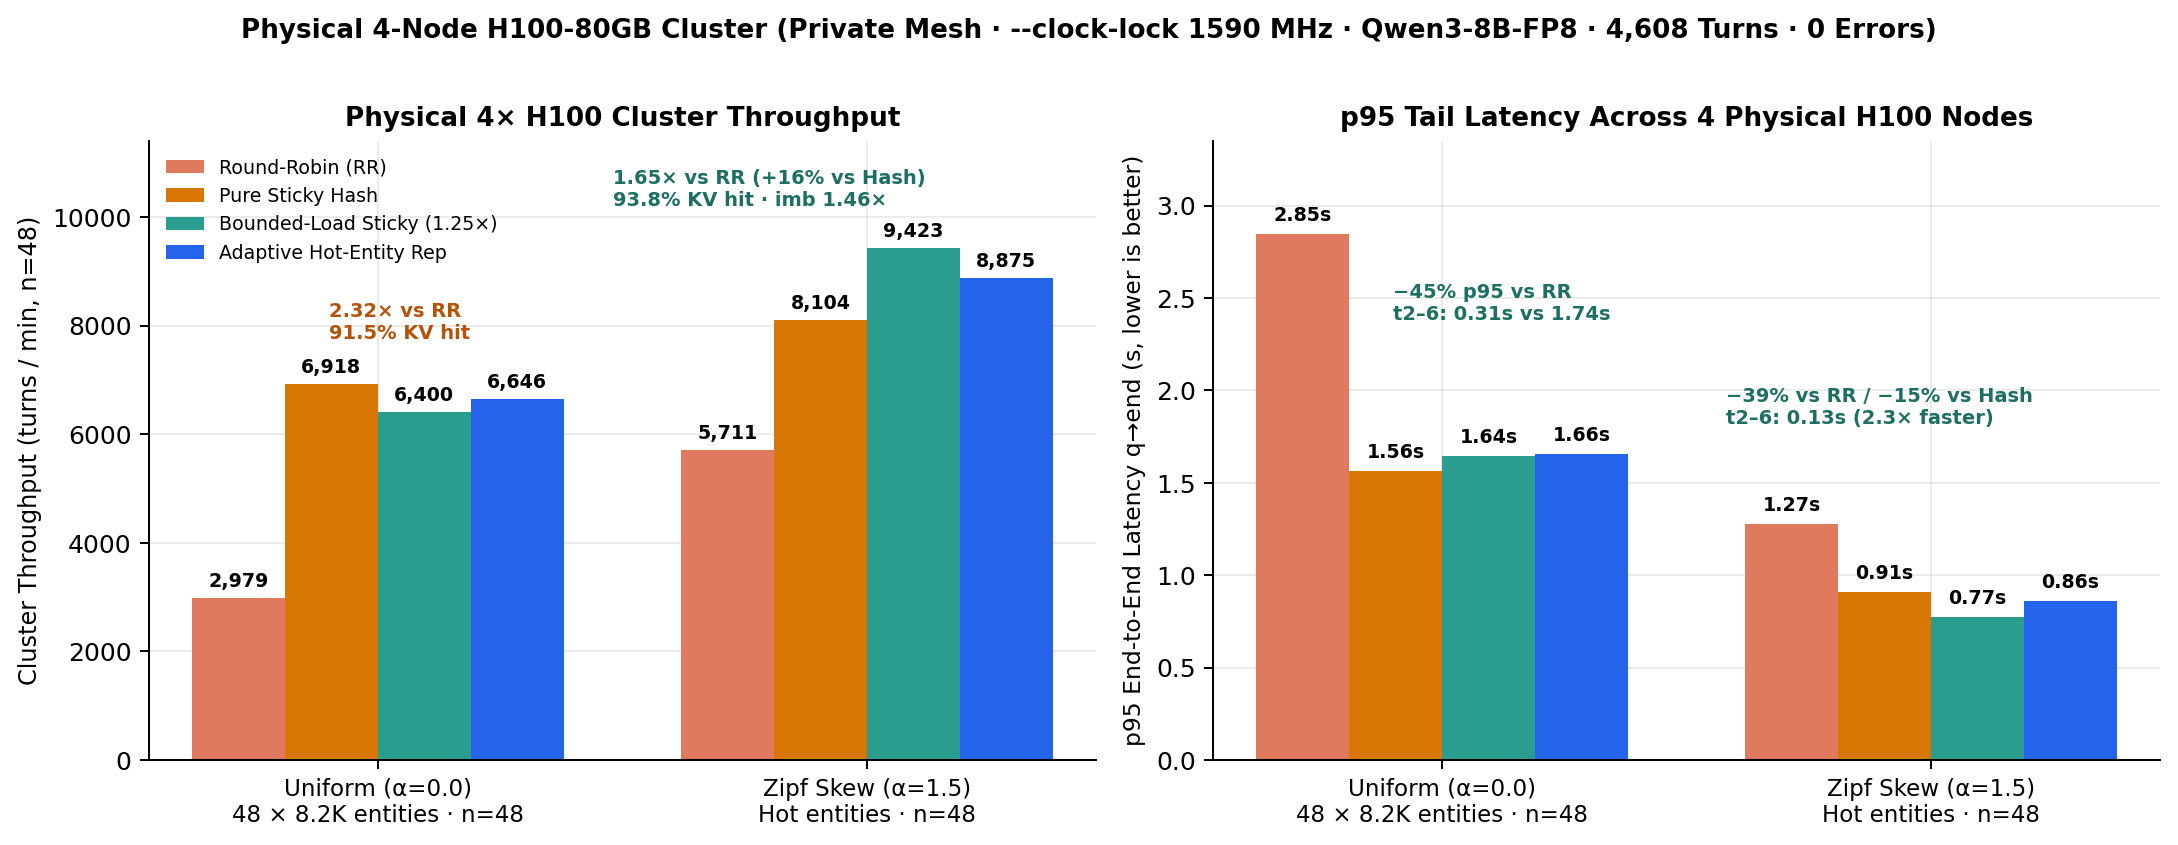 Physical 4-Node H100-80GB Cluster (Private Mesh · --clock-lock 1590 MHz · Qwen3-8B-FP8 · 4,608 Turns · 0 Errors)
Physical 4× H100 Cluster Throughput
Cluster Throughput (turns / min, n=48)
10000
8000
6000
4000
2000
0
Round-Robin (RR)
Pure Sticky Hash
Bounded-Load Sticky (1.25×)
Adaptive Hot-Entity Rep
1.65× vs RR (+16% vs Hash)
93.8% KV hit · imb 1.46×
2.32× vs RR
91.5% KV hit
2,979
6,918
6,400
6,646
5,711
8,104
9,423
8,875
Uniform (α=0.0)
48 × 8.2K entities · n=48
Zipf Skew (α=1.5)
Hot entities · n=48
p95 Tail Latency Across 4 Physical H100 Nodes
p95 End-to-End Latency q→end (s, lower is better)
3.0
2.5
2.0
1.5
1.0
0.5
0.0
2.85s
−45% p95 vs RR
t2–6: 0.31s vs 1.74s
1.56s
1.64s
1.66s
−39% vs RR / −15% vs Hash
t2–6: 0.13s (2.3× faster)
1.27s
0.91s
0.77s
0.86s
Uniform (α=0.0)
48 × 8.2K entities · n=48
Zipf Skew (α=1.5)
Hot entities · n=48